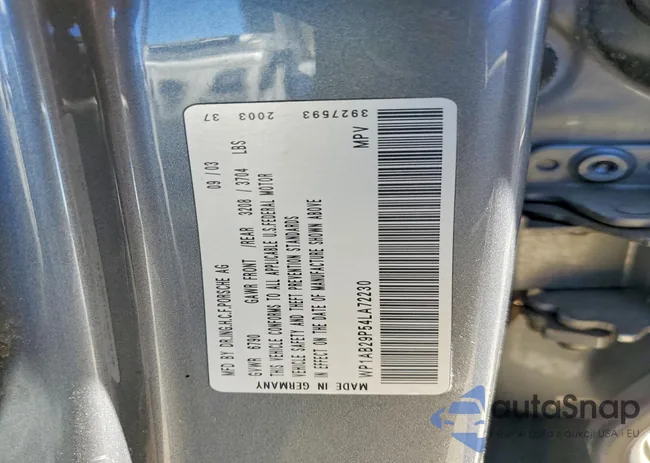 37 2003 3927593
MFD BY DR.ING.H.C.F.PORSCHE AG 09/03
GVWR 6790 GAWR FRONT /REAR 3208 / 3704 LBS
THIS VEHICLE CONFORMS TO ALL APPLICABLE U.S.FEDERAL MOTOR
VEHICLE SAFETY AND THEFT PREVENTION STANDARDS
IN EFFECT ON THE DATE OF MANUFACTURE SHOWN ABOVE
WP1AB29P54LA72230 MPV
MADE IN GERMANY
autoSnap
USA i EU